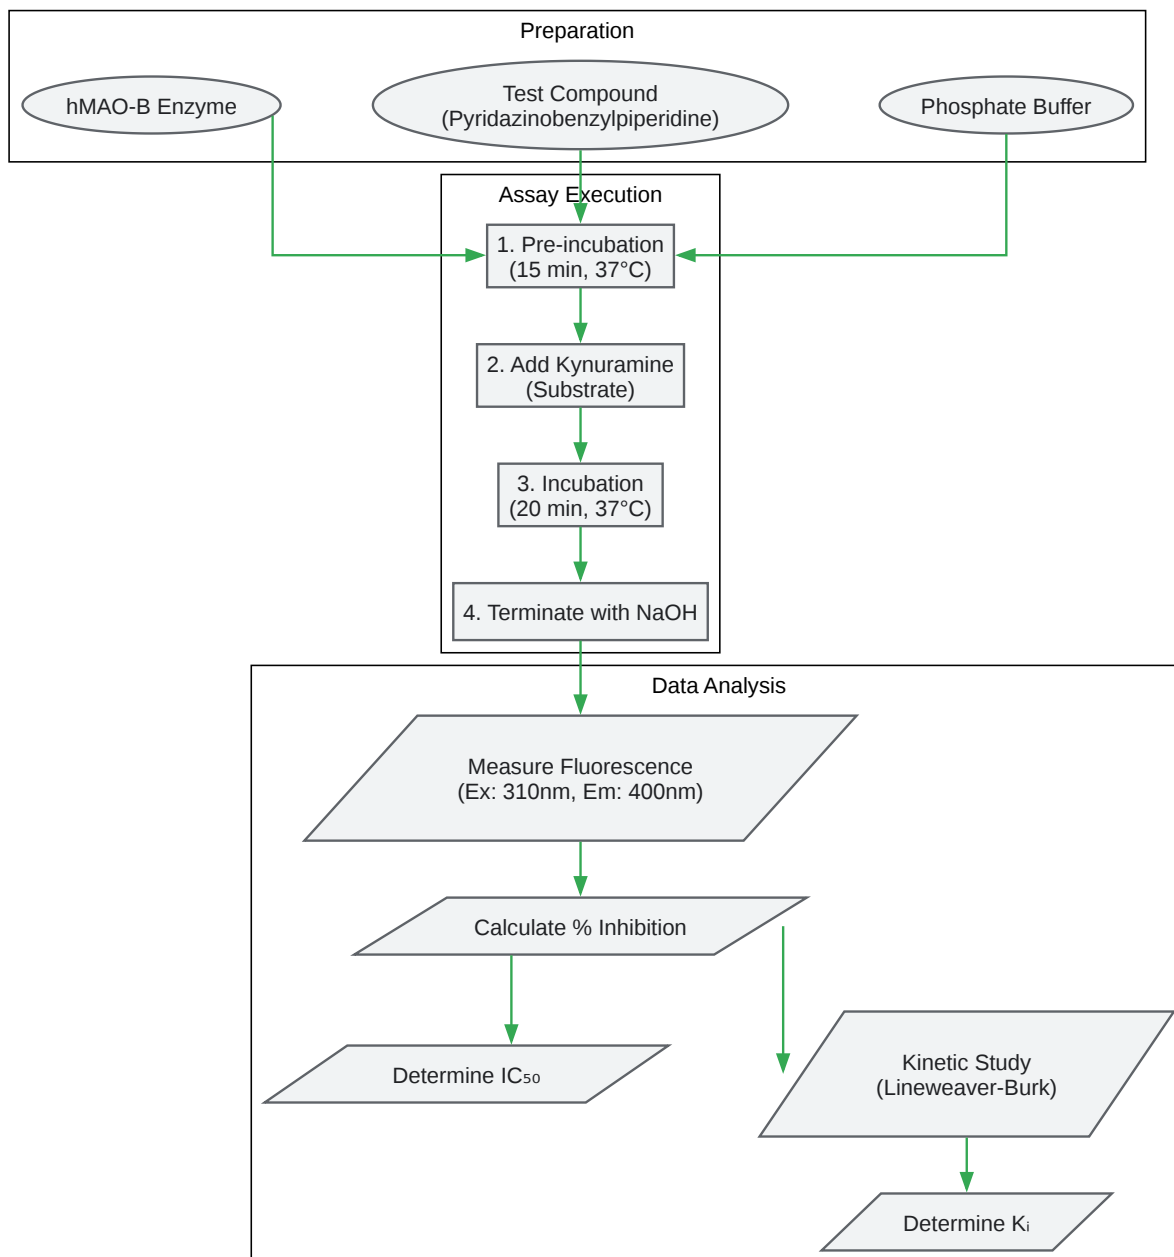 Preparation
hMAO-B Enzyme
Test Compound
(Pyridazinobenzylpiperidine)
Phosphate Buffer
Assay Execution
1. Pre-incubation
(15 min, 37°C)
2. Add Kynuramine
(Substrate)
3. Incubation
(20 min, 37°C)
4. Terminate with NaOH
Data Analysis
Measure Fluorescence
(Ex: 310nm, Em: 400nm)
Calculate % Inhibition
Determine IC₅₀
Kinetic Study
(Lineweaver-Burk)
Determine Kᵢ